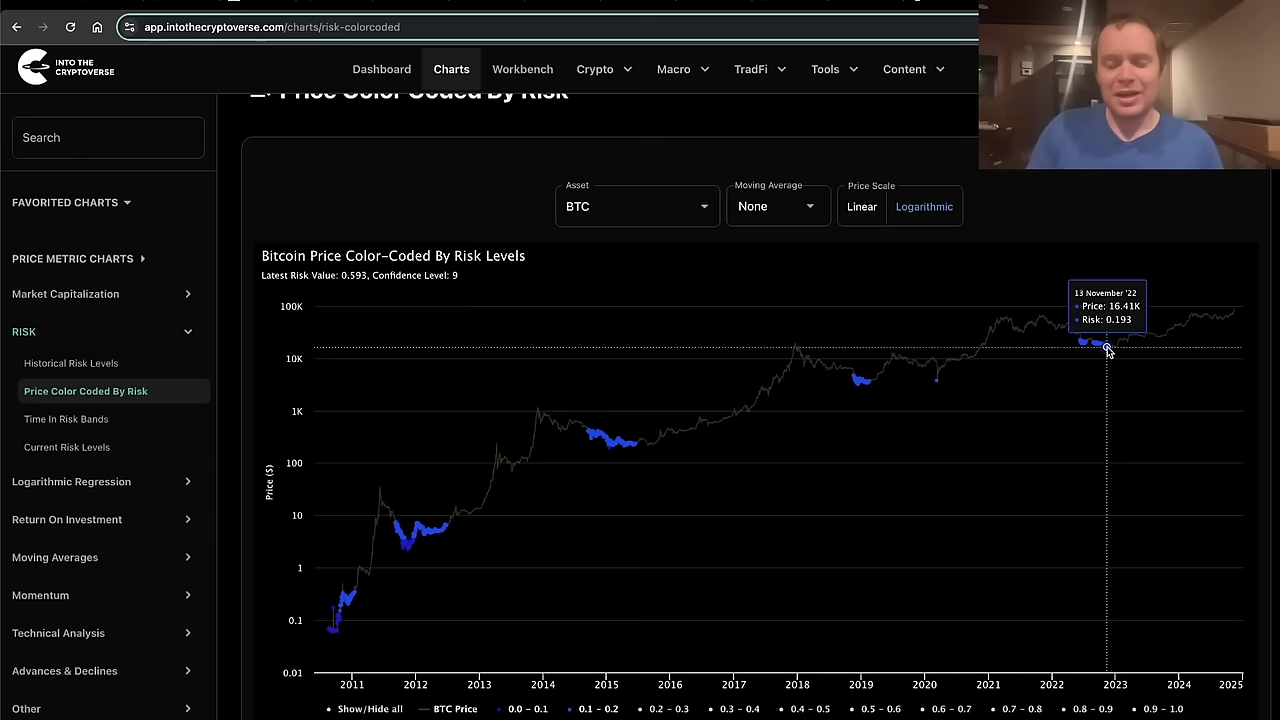 app.intothecryptoverse.com/charts/risk-colorcoded
INTO THE
CRYPTOVERSE
Dashboard
Charts
Workbench
Crypto
Macro
TradFi
Tools
Content
Price Color Coded By Risk
Search
FAVORITED CHARTS
PRICE METRIC CHARTS
Market Capitalization
RISK
Historical Risk Levels
Price Color Coded By Risk
Time In Risk Bands
Current Risk Levels
Logarithmic Regression
Return On Investment
Moving Averages
Momentum
Technical Analysis
Advances & Declines
Other
Asset
BTC
Moving Average
None
Price Scale
Linear
Logarithmic
Bitcoin Price Color-Coded By Risk Levels
Latest Risk Value: 0.593, Confidence Level: 9
13 November '22
Price: 16.41K
Risk: 0.193
Price ($)
100K
10K
1K
100
10
1
0.1
0.01
2011 2012 2013 2014 2015 2016 2017 2018 2019 2020 2021 2022 2023 2024 2025
Show/Hide all BTC Price 0.0 - 0.1 0.1 - 0.2 0.2 - 0.3 0.3 - 0.4 0.4 - 0.5 0.5 - 0.6 0.6 - 0.7 0.7 - 0.8 0.8 - 0.9 0.9 - 1.0